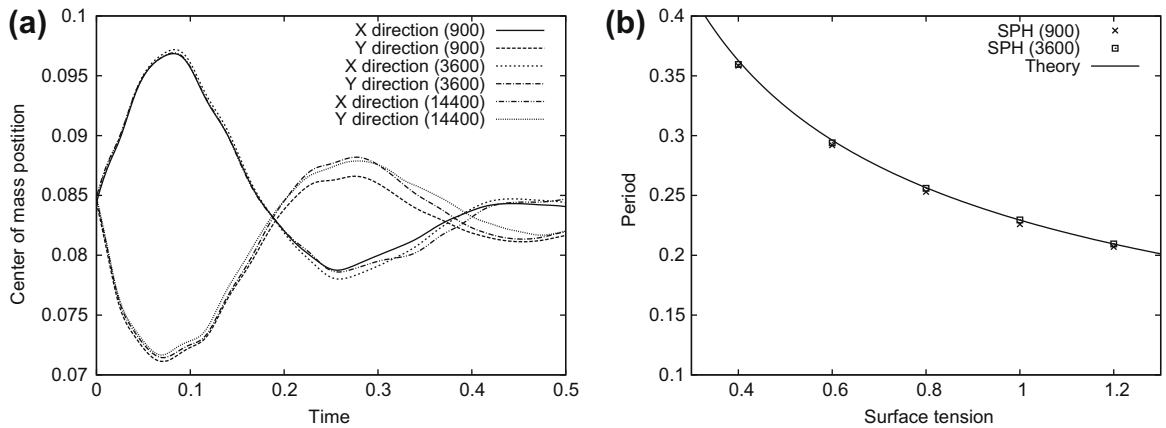 (a)
Center of mass postition
0.1
0.095
0.09
0.085
0.08
0.075
0.07
X direction (900)
Y direction (900)
X direction (3600)
Y direction (3600)
X direction (14400)
Y direction (14400)
0 0.1 0.2 0.3 0.4 0.5
Time
(b)
Period
0.4
0.35
0.3
0.25
0.2
0.15
0.1
SPH (900)
SPH (3600)
Theory
0.4 0.6 0.8 1 1.2
Surface tension